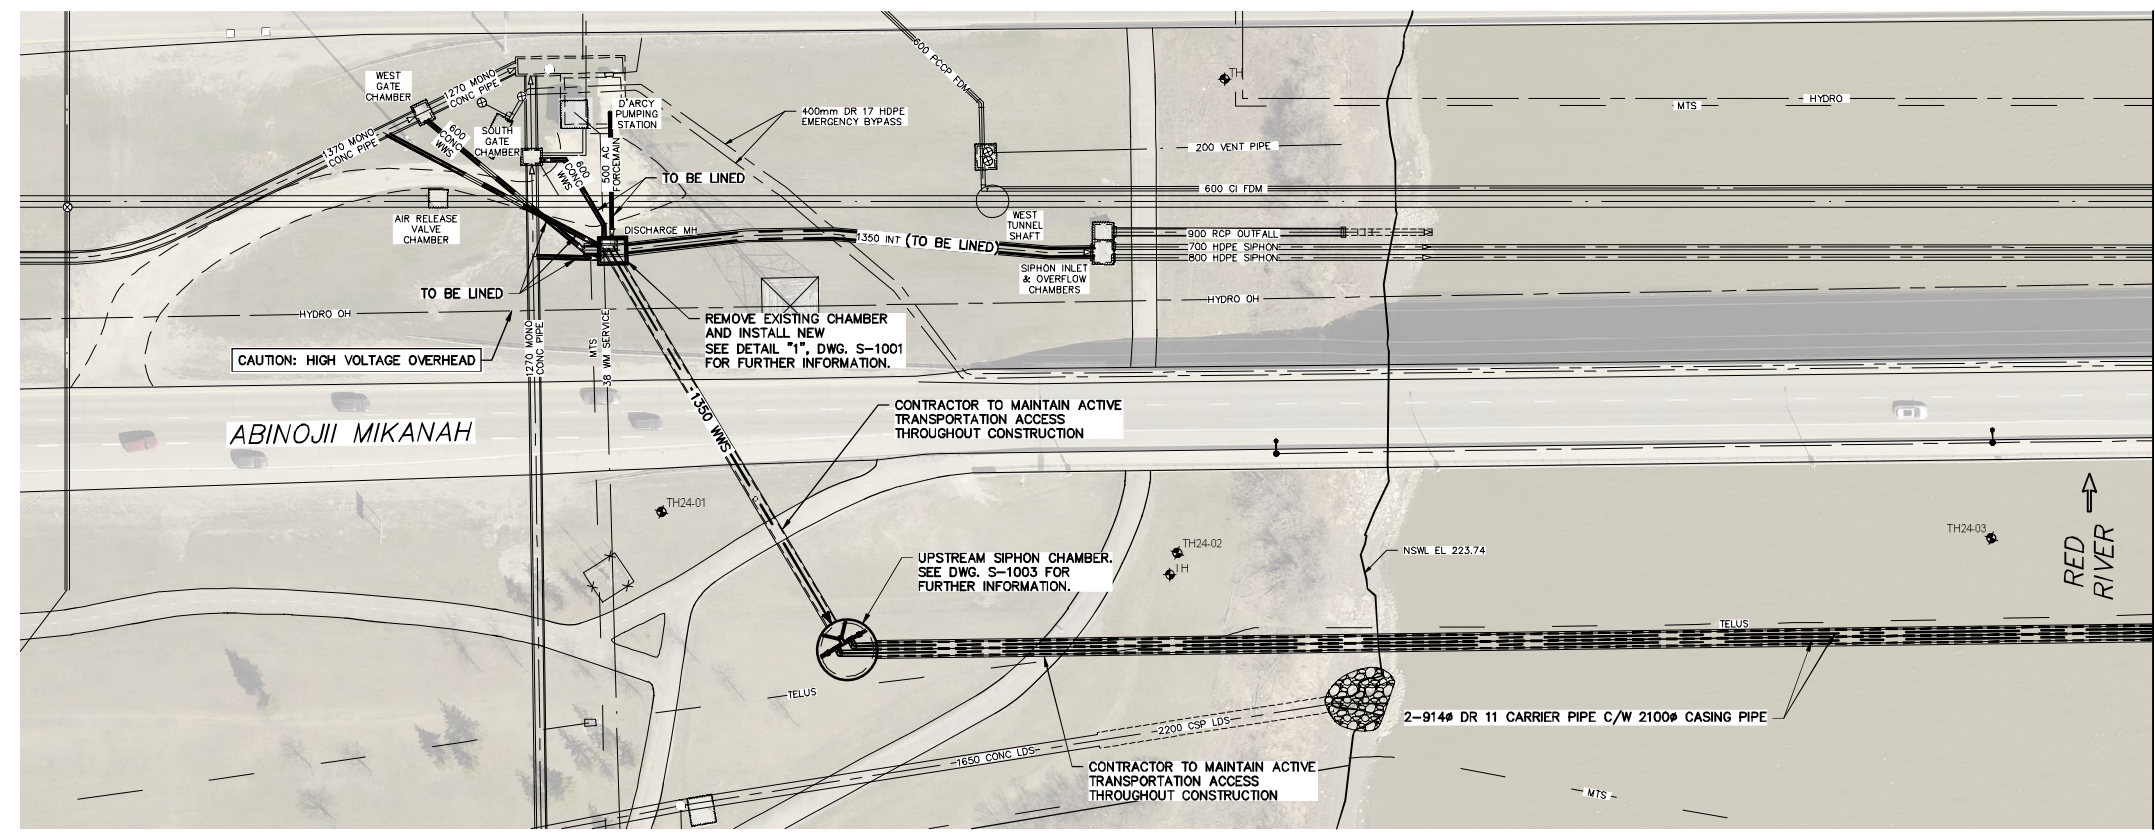 WEST
GATE
CHAMBER
1270 MONO
CONC PIPE
600 PCCP FDM
TH
MTS
HYDRO
D'ARCY
PUMPING
STATION
400mm DR 17 HDPE
EMERGENCY BYPASS
SOUTH
GATE
CHAMBER
600
CONC
WWS
1370 MONO
CONC PIPE
600
CONC
WWS
500 AC
FORCEMAIN
TO BE LINED
200 VENT PIPE
600 CI FDM
AIR RELEASE
VALVE
CHAMBER
DISCHARGE MH
1350 INT (TO BE LINED)
WEST
TUNNEL
SHAFT
900 RCP OUTFALL
700 HDPE SIPHON
800 HDPE SIPHON
SIPHON INLET
& OVERFLOW
CHAMBERS
TO BE LINED
HYDRO OH
HYDRO OH
REMOVE EXISTING CHAMBER
AND INSTALL NEW
SEE DETAIL "1", DWG. S-1001
FOR FURTHER INFORMATION.
CAUTION: HIGH VOLTAGE OVERHEAD
1270 MONO
CONC PIPE
MTS
38 WM SERVICE
1350 WWS
CONTRACTOR TO MAINTAIN ACTIVE
TRANSPORTATION ACCESS
THROUGHOUT CONSTRUCTION
ABINOJII MIKANAH
TH24-01
TH24-02
TH
UPSTREAM SIPHON CHAMBER.
SEE DWG. S-1003 FOR
FURTHER INFORMATION.
NSWL EL 223.74
TH24-03
RED
RIVER
TELUS
TELUS
2-914ø DR 11 CARRIER PIPE C/W 2100ø CASING PIPE
2200 CSP LDS
1650 CONC LDS
CONTRACTOR TO MAINTAIN ACTIVE
TRANSPORTATION ACCESS
THROUGHOUT CONSTRUCTION
MTS